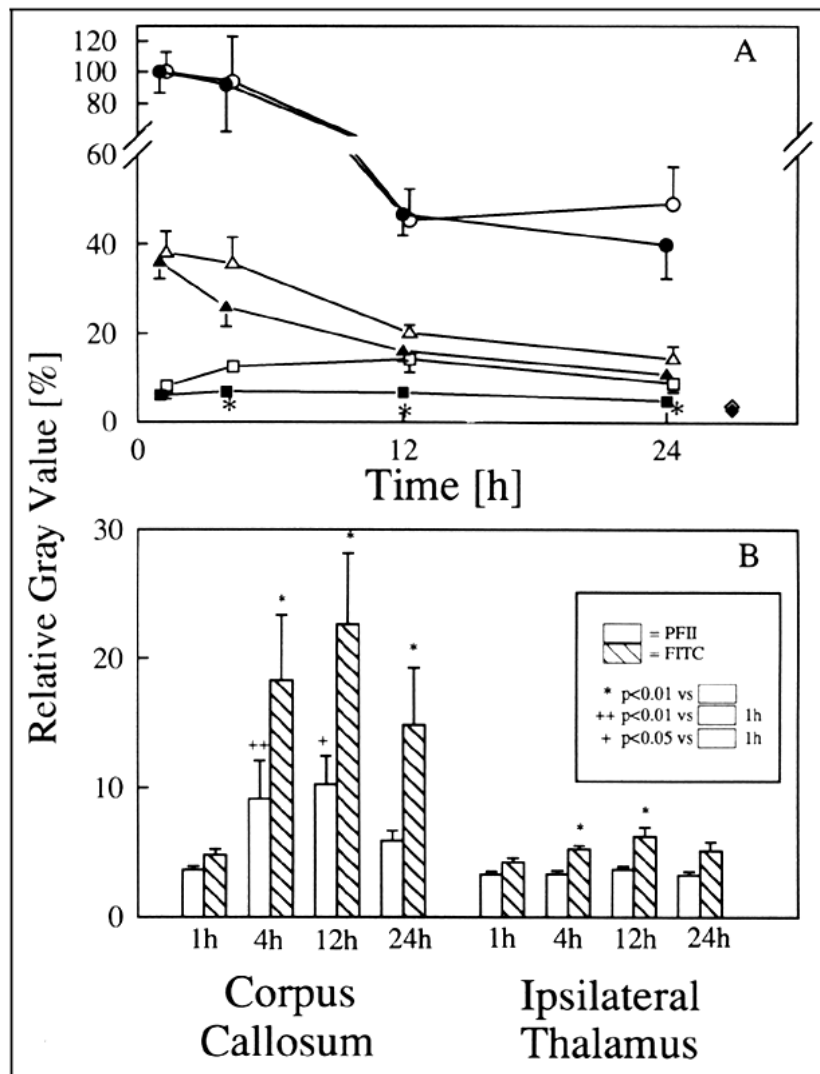 A
120
100
80
60
40
20
0
*
*
*
0
12
24
Time [h]
Relative Gray Value [%]
B
30
20
10
0
*
*
*
++
+
*
*
= PFII
= FITC
* p<0.01 vs
++ p<0.01 vs 1h
+ p<0.05 vs 1h
1h 4h 12h 24h 1h 4h 12h 24h
Corpus Callosum
Ipsilateral Thalamus